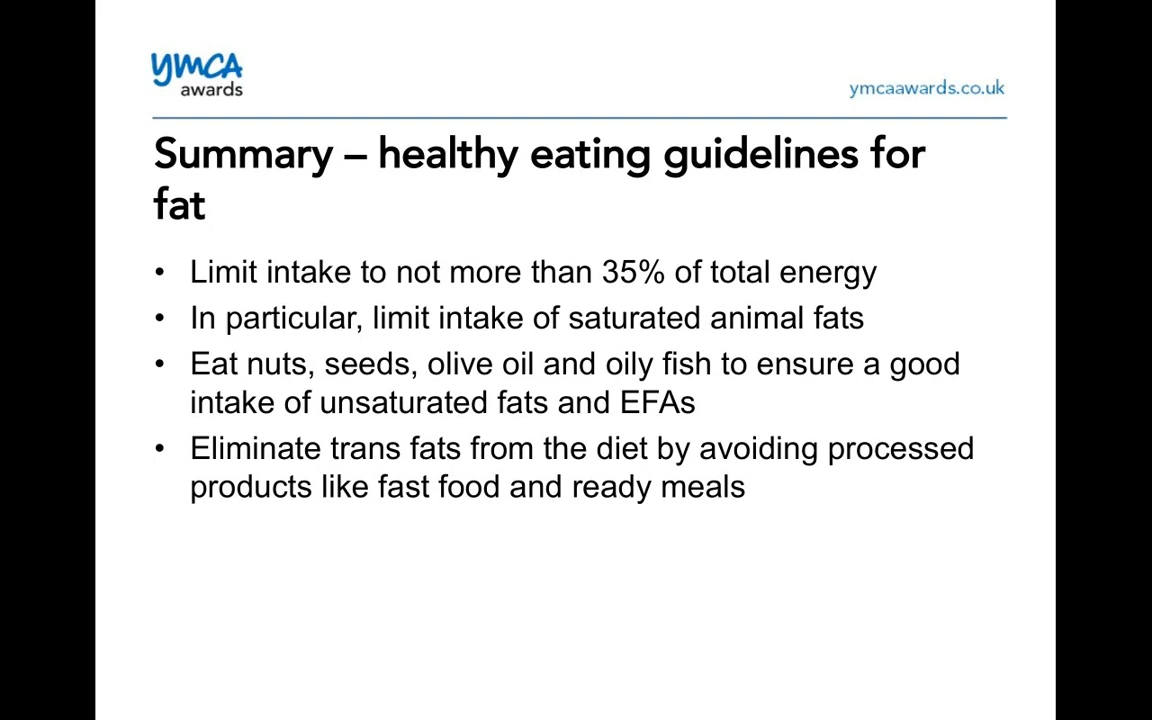 YMCA
awards
ymcaawards.co.uk
Summary – healthy eating guidelines for
fat
• Limit intake to not more than 35% of total energy
• In particular, limit intake of saturated animal fats
• Eat nuts, seeds, olive oil and oily fish to ensure a good
intake of unsaturated fats and EFAs
• Eliminate trans fats from the diet by avoiding processed
products like fast food and ready meals